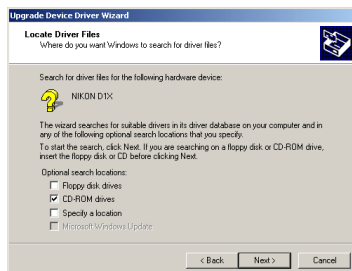 Upgrade Device Driver Wizard
Locate Driver Files
Where do you want Windows to search for driver files?
Search for driver files for the following hardware device:
NIKON D1X
The wizard searches for suitable drivers in its driver database on your computer and in
any of the following optional search locations that you specify.
To start the search, click Next. If you are searching on a floppy disk or CD-ROM drive,
insert the floppy disk or CD before clicking Next.
Optional search locations:
Floppy disk drives
CD-ROM drives
Specify a location
Microsoft Windows Update
< Back
Next >
Cancel